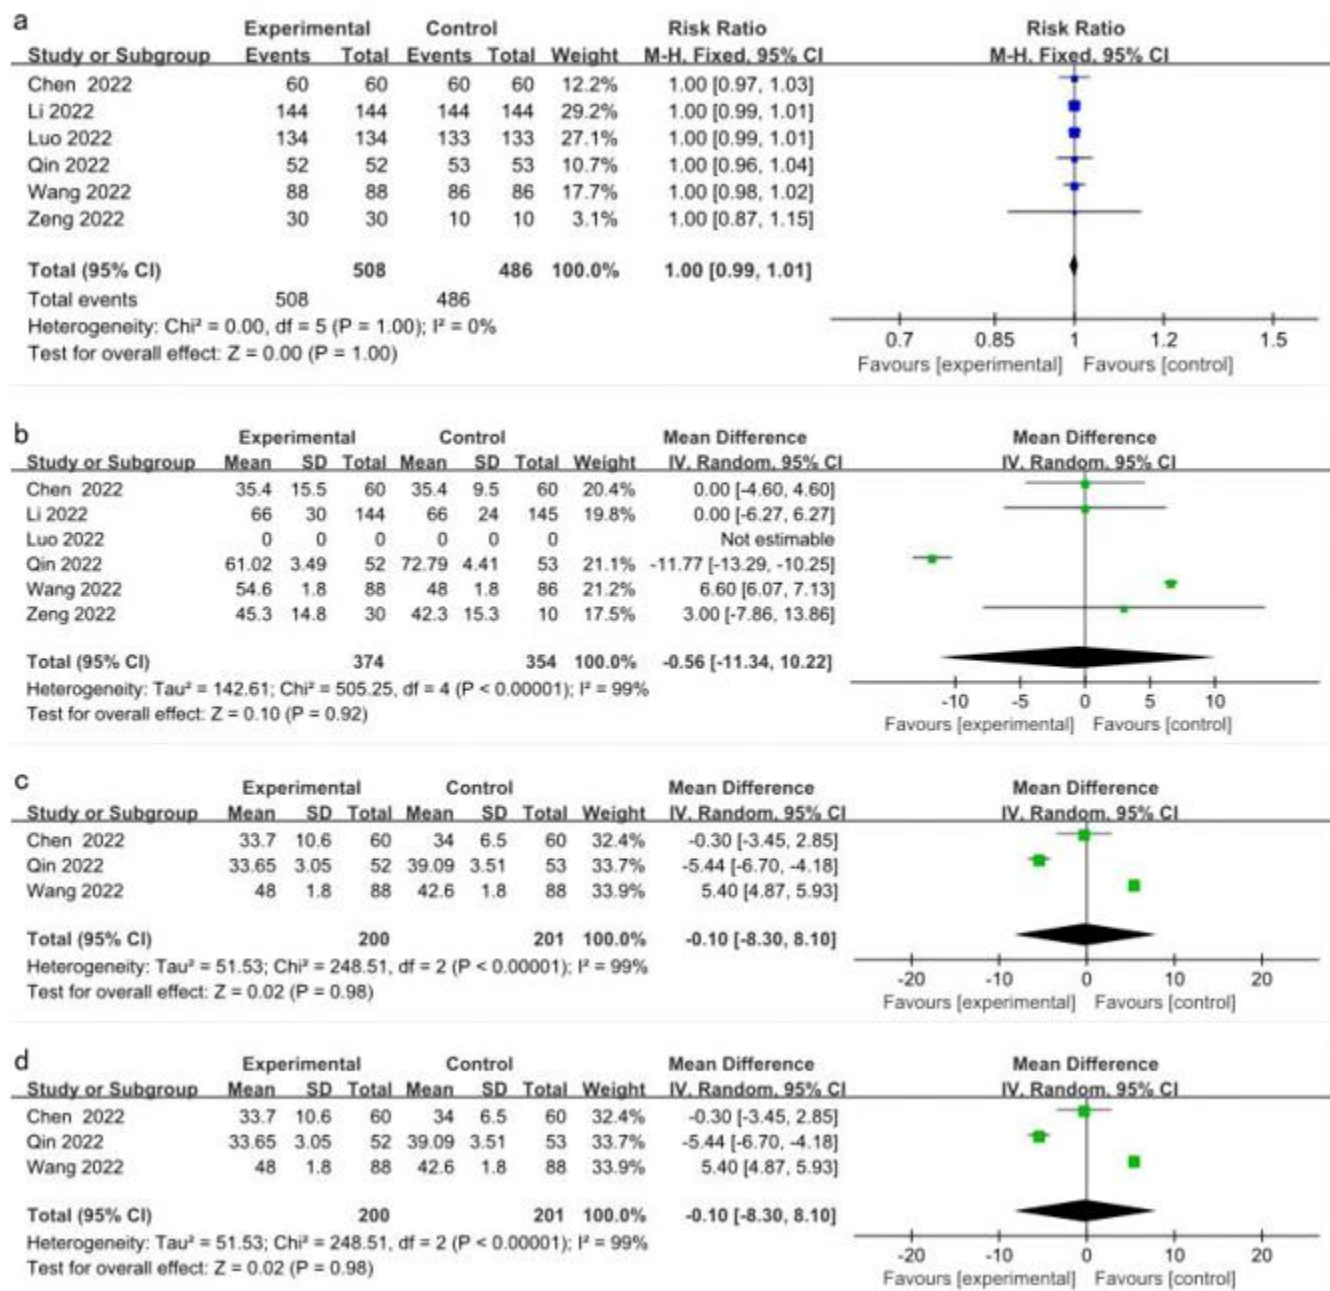 a
Experimental Control Risk Ratio Risk Ratio
Study or Subgroup Events Total Events Total Weight M-H, Fixed, 95% CI M-H, Fixed, 95% CI
Chen 2022 60 60 60 60 12.2% 1.00 [0.97, 1.03]
Li 2022 144 144 144 144 29.2% 1.00 [0.99, 1.01]
Luo 2022 134 134 133 133 27.1% 1.00 [0.99, 1.01]
Qin 2022 52 52 53 53 10.7% 1.00 [0.96, 1.04]
Wang 2022 88 88 86 86 17.7% 1.00 [0.98, 1.02]
Zeng 2022 30 30 10 10 3.1% 1.00 [0.87, 1.15]
Total (95% CI) 508 486 100.0% 1.00 [0.99, 1.01]
Total events 508 486
Heterogeneity: Chi² = 0.00, df = 5 (P = 1.00); I² = 0%
Test for overall effect: Z = 0.00 (P = 1.00)
0.7 0.85 1 1.2 1.5
Favours [experimental] Favours [control]
b
Experimental Control Mean Difference Mean Difference
Study or Subgroup Mean SD Total Mean SD Total Weight IV, Random, 95% CI IV, Random, 95% CI
Chen 2022 35.4 15.5 60 35.4 9.5 60 20.4% 0.00 [-4.60, 4.60]
Li 2022 66 30 144 66 24 145 19.8% 0.00 [-6.27, 6.27]
Luo 2022 0 0 0 0 0 0 Not estimable
Qin 2022 61.02 3.49 52 72.79 4.41 53 21.1% -11.77 [-13.29, -10.25]
Wang 2022 54.6 1.8 88 48 1.8 86 21.2% 6.60 [6.07, 7.13]
Zeng 2022 45.3 14.8 30 42.3 15.3 10 17.5% 3.00 [-7.86, 13.86]
Total (95% CI) 374 354 100.0% -0.56 [-11.34, 10.22]
Heterogeneity: Tau² = 142.61; Chi² = 505.25, df = 4 (P < 0.00001); I² = 99%
Test for overall effect: Z = 0.10 (P = 0.92)
-10 -5 0 5 10
Favours [experimental] Favours [control]
c
Experimental Control Mean Difference Mean Difference
Study or Subgroup Mean SD Total Mean SD Total Weight IV, Random, 95% CI IV, Random, 95% CI
Chen 2022 33.7 10.6 60 34 6.5 60 32.4% -0.30 [-3.45, 2.85]
Qin 2022 33.65 3.05 52 39.09 3.51 53 33.7% -5.44 [-6.70, -4.18]
Wang 2022 48 1.8 88 42.6 1.8 88 33.9% 5.40 [4.87, 5.93]
Total (95% CI) 200 201 100.0% -0.10 [-8.30, 8.10]
Heterogeneity: Tau² = 51.53; Chi² = 248.51, df = 2 (P < 0.00001); I² = 99%
Test for overall effect: Z = 0.02 (P = 0.98)
-20 -10 0 10 20
Favours [experimental] Favours [control]
d
Experimental Control Mean Difference Mean Difference
Study or Subgroup Mean SD Total Mean SD Total Weight IV, Random, 95% CI IV, Random, 95% CI
Chen 2022 33.7 10.6 60 34 6.5 60 32.4% -0.30 [-3.45, 2.85]
Qin 2022 33.65 3.05 52 39.09 3.51 53 33.7% -5.44 [-6.70, -4.18]
Wang 2022 48 1.8 88 42.6 1.8 88 33.9% 5.40 [4.87, 5.93]
Total (95% CI) 200 201 100.0% -0.10 [-8.30, 8.10]
Heterogeneity: Tau² = 51.53; Chi² = 248.51, df = 2 (P < 0.00001); I² = 99%
Test for overall effect: Z = 0.02 (P = 0.98)
-20 -10 0 10 20
Favours [experimental] Favours [control]